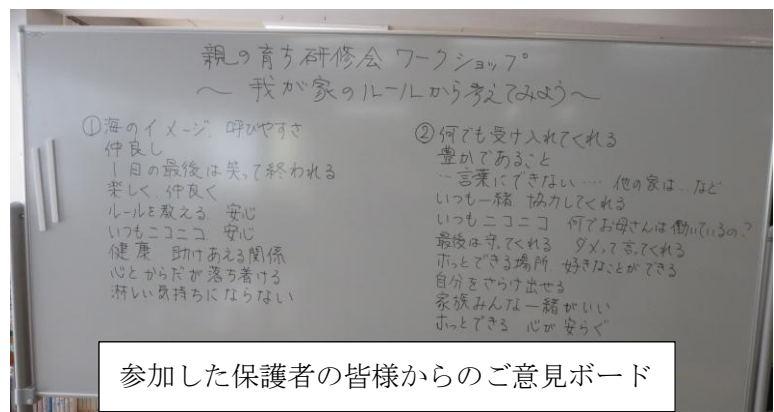 親の育ち研修会 ワークショップ
～ 我が家のルールから考えてみよう～
①海のイメージ. 呼びやすさ
仲良し
1日の最後は笑って終われる
楽しく. 仲良く
ルールを教える 安心
いつもニコニコ 安心
健康 助けあえる関係
心とからだが落ち着ける
淋しい気持ちにならない
②何でも受け入れてくれる
豊かであること
‥言葉にできない… 他の家は…など
いつも一緒 協力してくれる
いつもニコニコ 何でお母さんは働いているの?
最後は守ってくれる ダメって言ってくれる
ホッとできる場所 好きなことができる
自分をさらけ出せる
家族みんな一緒がいい
ホッとできる 心が安らぐ
参加した保護者の皆様からのご意見ボード